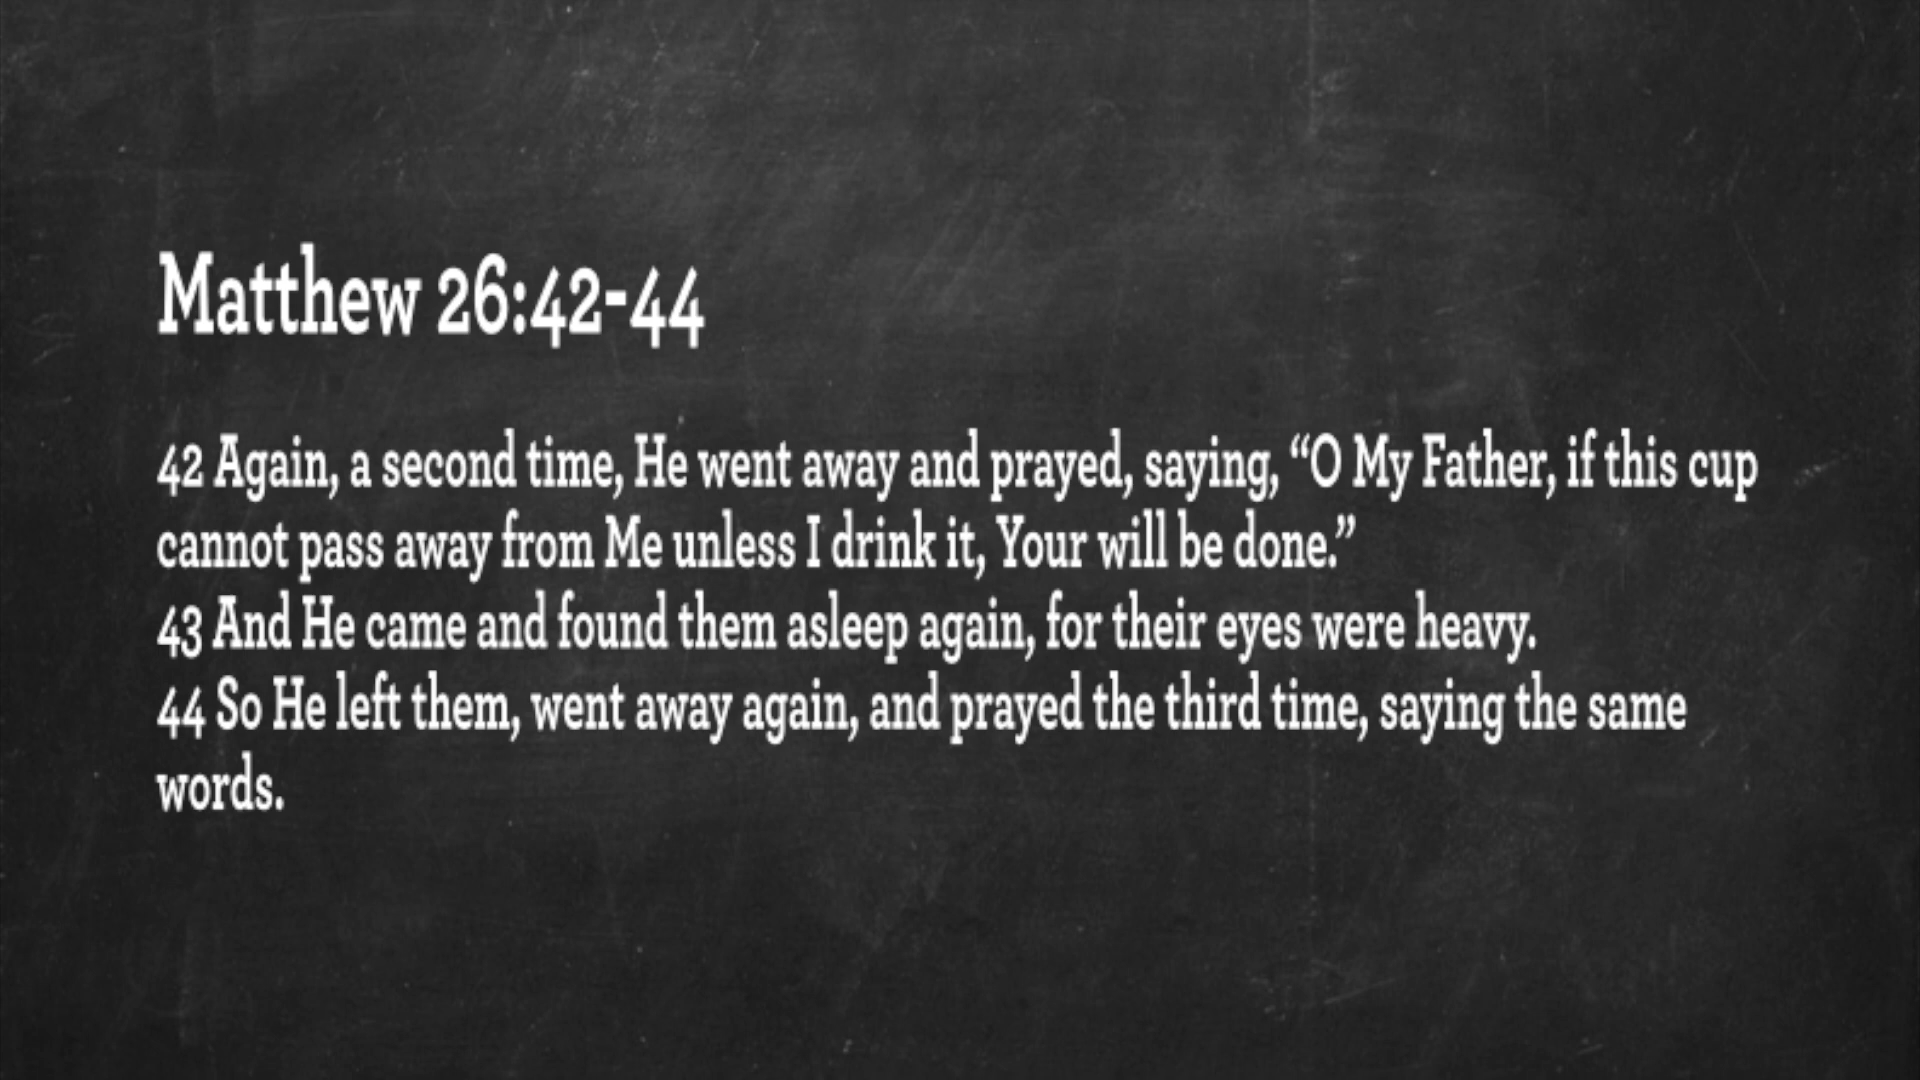 Matthew 26:42-44
42 Again, a second time, He went away and prayed, saying, “O My Father, if this cup
cannot pass away from Me unless I drink it, Your will be done.”
43 And He came and found them asleep again, for their eyes were heavy.
44 So He left them, went away again, and prayed the third time, saying the same
words.